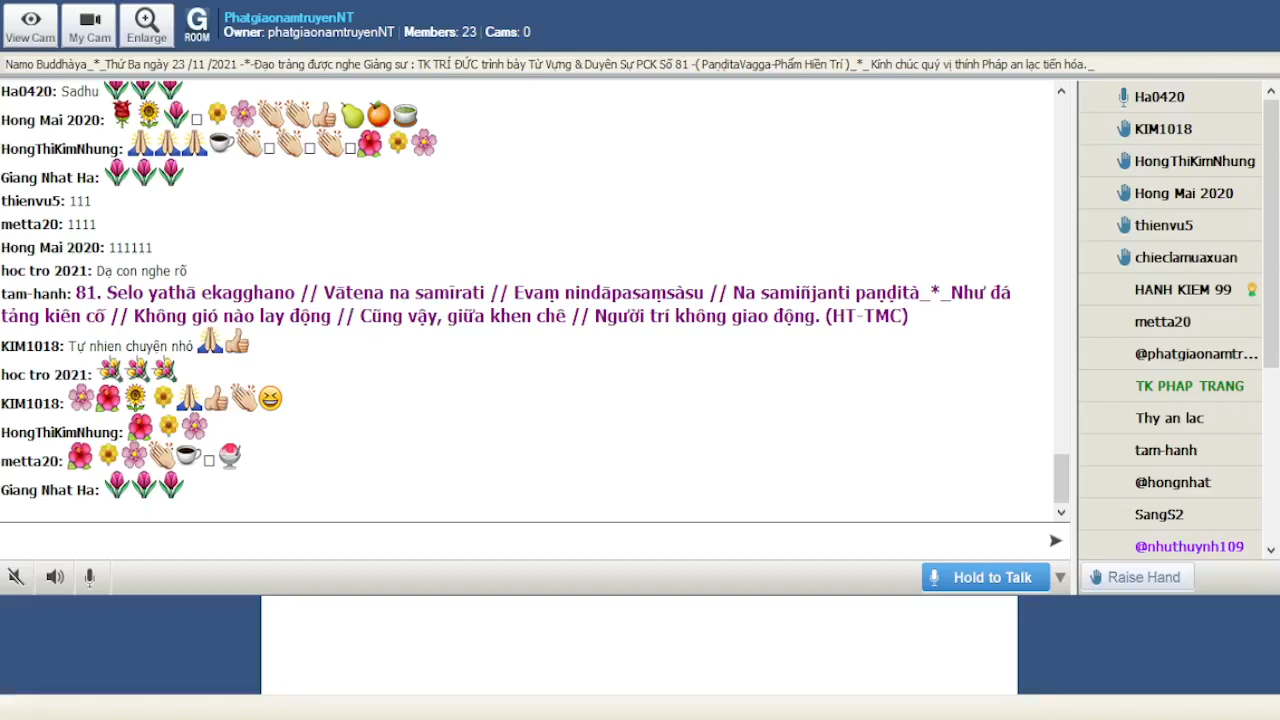 View Cam
My Cam
Enlarge
G
ROOM
PhatgiaonamtruyenNT
Owner: phatgiaonamtruyenNT | Members: 23 | Cams: 0
Namo Buddhàya_*_Thứ Ba ngày 23 /11 /2021 -*-Đạo tràng được nghe Giảng sư : TK TRÍ ĐỨC trình bày Từ Vựng & Duyên Sự PCK Số 81 -( PaṇḍitaVagga-Phẩm Hiền Trí )_*_ Kính chúc quý vị thính Pháp an lạc tiến hóa._
Ha0420: Sadhu
Hong Mai 2020:
HongThiKimNhung:
Giang Nhat Ha:
thienvu5: 111
metta20: 1111
Hong Mai 2020: 111111
hoc tro 2021: Dạ con nghe rõ
tam-hanh: 81. Selo yathā ekagghano // Vātena na samīrati // Evaṃ nindāpasaṃsàsu // Na samiñjanti paṇḍità_*_Như đá
tảng kiên cố // Không gió nào lay động // Cũng vậy, giữa khen chê // Người trí không giao động. (HT-TMC)
KIM1018: Tự nhien chuyện nhỏ
hoc tro 2021:
KIM1018:
HongThiKimNhung:
metta20:
Giang Nhat Ha:
Hold to Talk
Ha0420
KIM1018
HongThiKimNhung
Hong Mai 2020
thienvu5
chieclamuaxuan
HANH KIEM 99
metta20
@phatgiaonamtr...
TK PHAP TRANG
Thy an lac
tam-hanh
@hongnhat
SangS2
@nhuthuynh109
Raise Hand